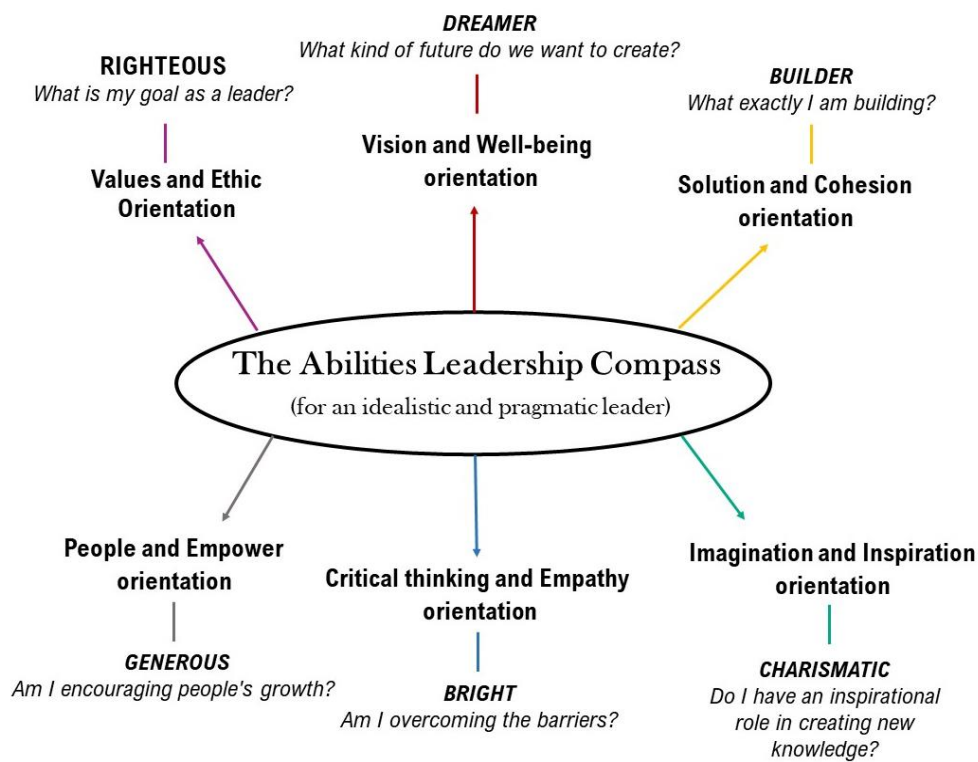 DREAMER
What kind of future do we want to create?
RIGHTEOUS
What is my goal as a leader?
BUILDER
What exactly I am building?
Vision and Well-being
orientation
Values and Ethic
Orientation
Solution and Cohesion
orientation
The Abilities Leadership Compass
(for an idealistic and pragmatic leader)
People and Empower
orientation
Critical thinking and Empathy
orientation
Imagination and Inspiration
orientation
GENEROUS
Am I encouraging people's growth?
BRIGHT
Am I overcoming the barriers?
CHARISMATIC
Do I have an inspirational
role in creating new
knowledge?